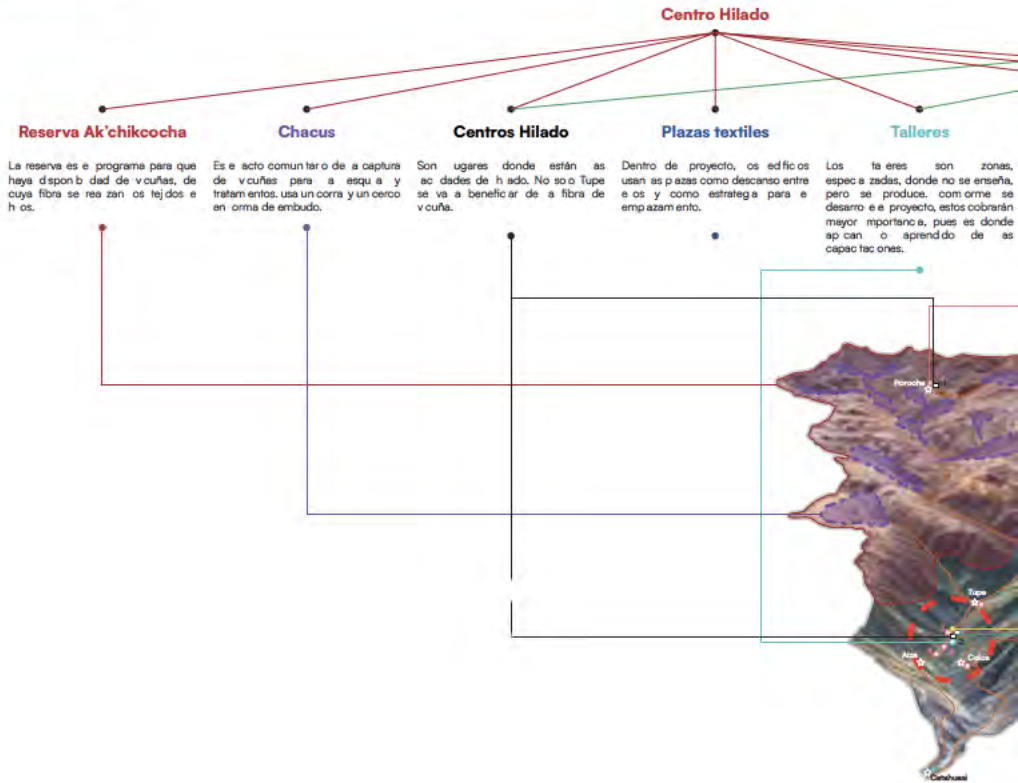 Centro Hilado
Reserva Ak'chikcocha
La reserva es e programa para que
haya d spon b dad de v cuñas, de
cuya fibra se rea zan os tej dos e
h os.
Chacus
Es e acto comun tar o de a captura
de v cuñas para a esqu a y
tratam entos. usa un corra y un cerco
en orma de embudo.
Centros Hilado
Son ugares donde están as
ac dades de h ado. No so o Tupe
se va a benefic ar de a fibra de
v cuña.
Plazas textiles
Dentro de proyecto, os edific os
usan as p azas como descanso entre
e os y como estrateg a para e
emp azam ento.
Talleres
Los ta eres son zonas,
espec a zadas, donde no se enseña,
pero se produce. com orme se
desarro e e proyecto, estos cobrarán
mayor mportanc a, pues es donde
ap can o aprend do de as
capac tac ones.
Porocha
Tupe
Aiza
Colca
Catahuasi